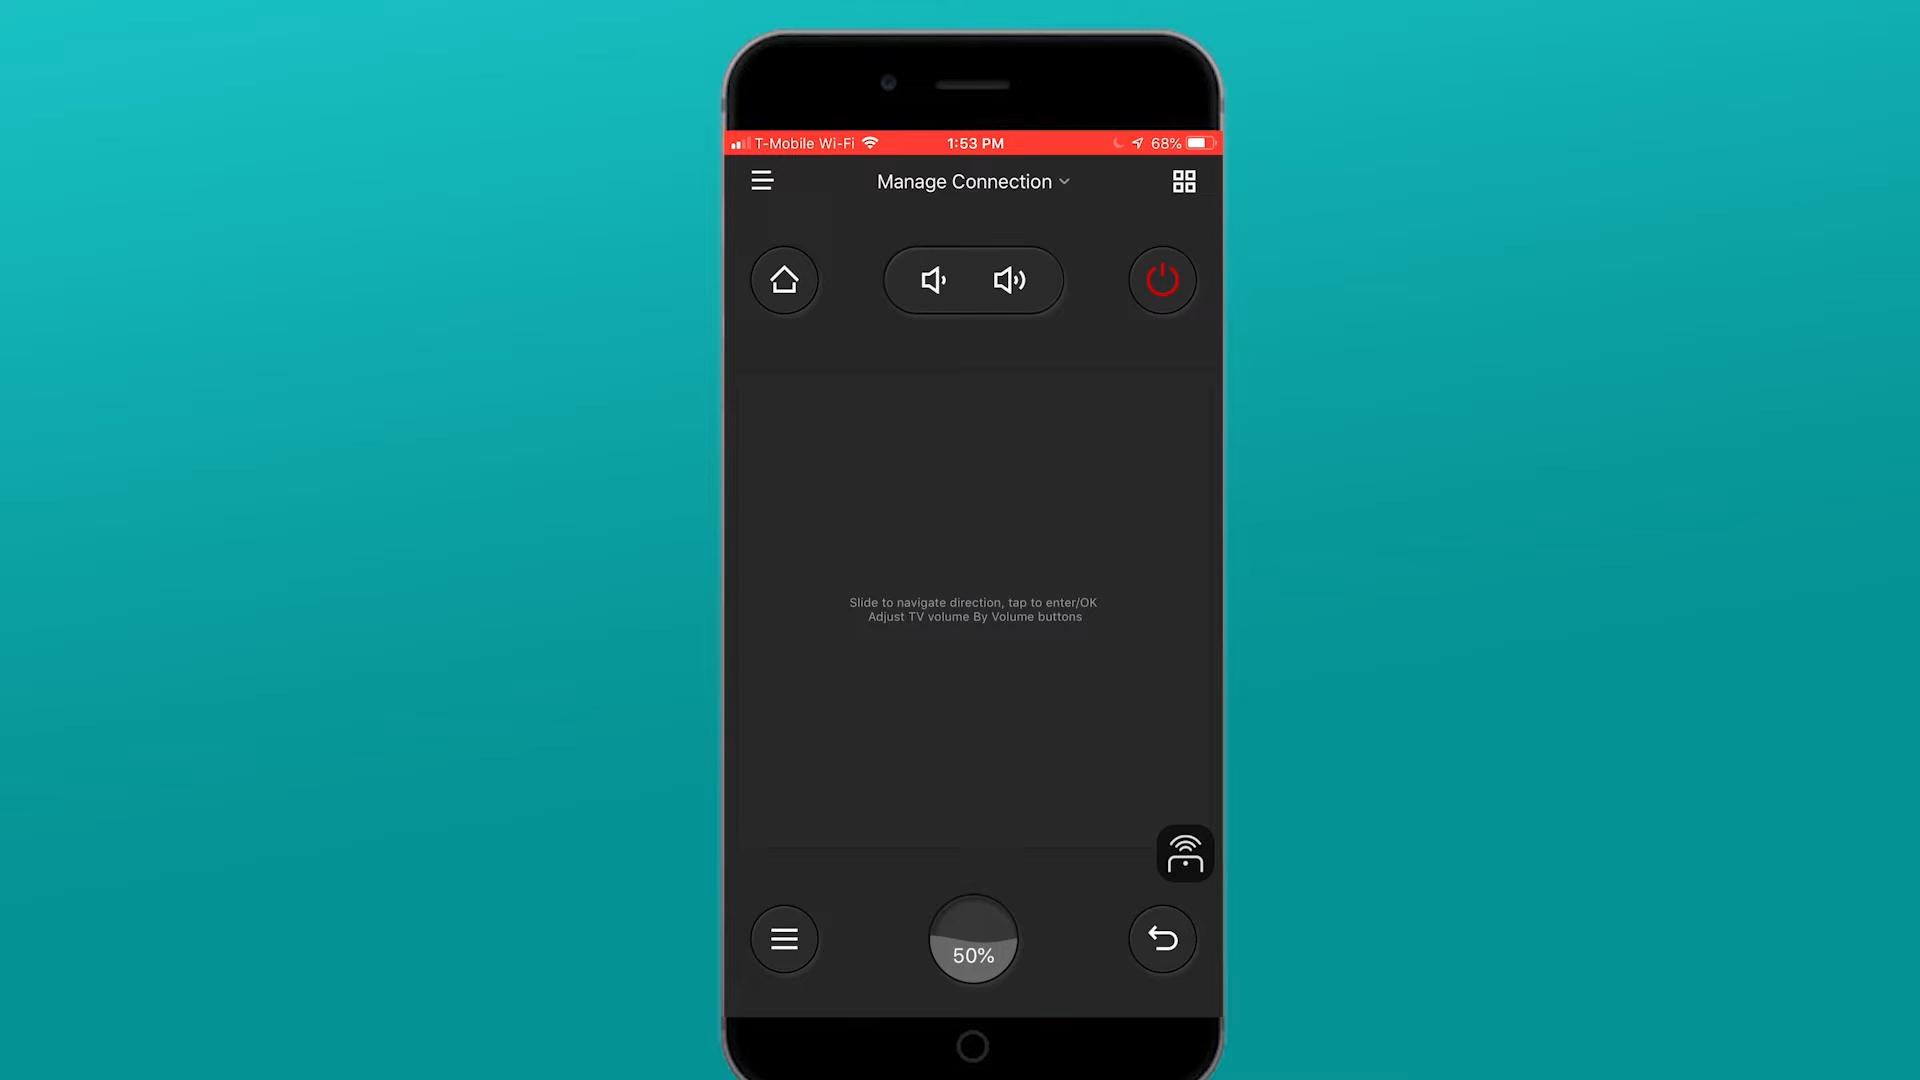 T-Mobile Wi-Fi 1:53 PM 68%
Manage Connection
Slide to navigate direction, tap to enter/OK
Adjust TV volume By Volume buttons
50%